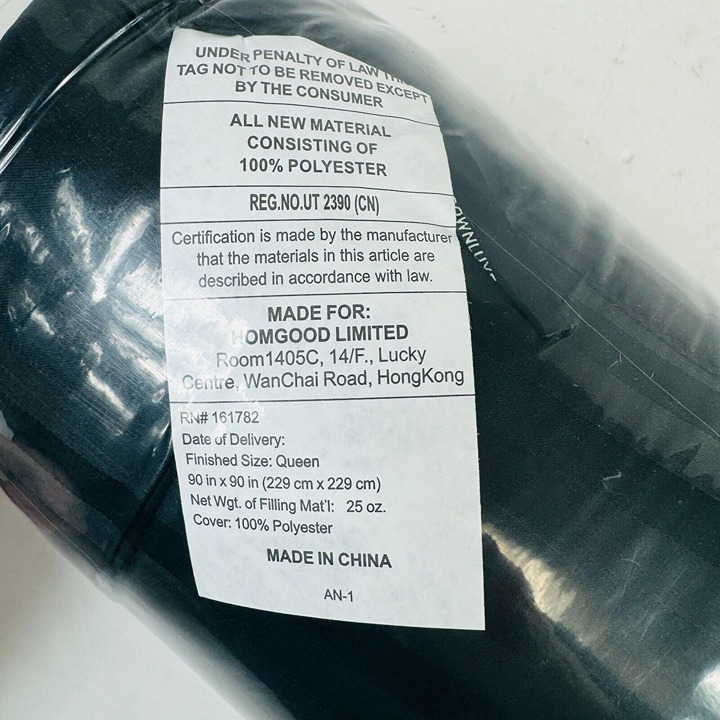 UNDER PENALTY OF LAW
TAG NOT TO BE REMOVED EXCEPT
BY THE CONSUMER
ALL NEW MATERIAL
CONSISTING OF
100% POLYESTER
REG.NO.UT 2390 (CN)
Certification is made by the manufacturer
that the materials in this article are
described in accordance with law.
MADE FOR:
HOMGOOD LIMITED
Room1405C, 14/F., Lucky
Centre, WanChai Road, HongKong
RN# 161782
Date of Delivery:
Finished Size: Queen
90 in x 90 in (229 cm x 229 cm)
Net Wgt. of Filling Mat'l: 25 oz.
Cover: 100% Polyester
MADE IN CHINA
AN-1